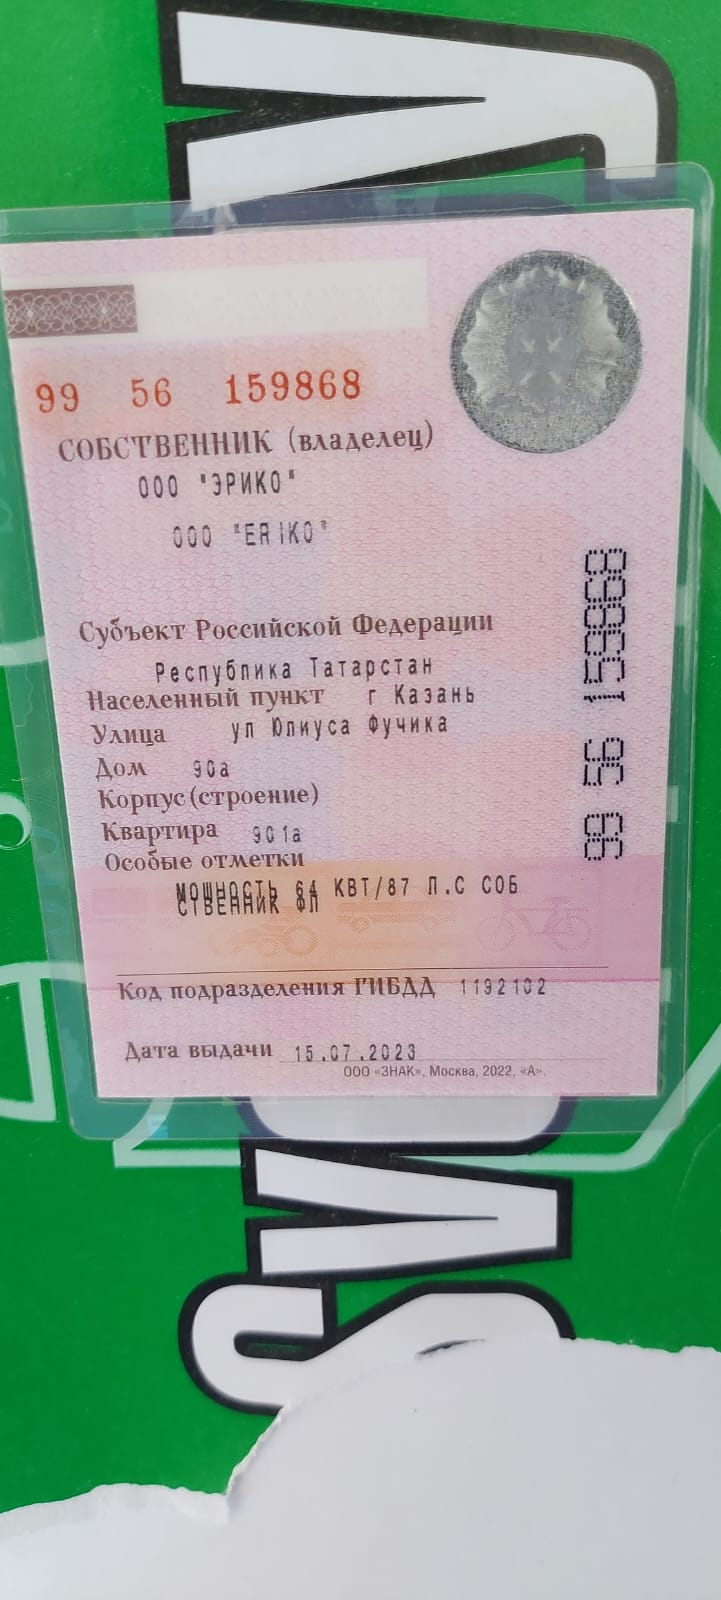 99 56 159868
СОБСТВЕННИК (владелец)
ООО "ЭРИКО"
ООО "ERIKO"
Субъект Российской Федерации
Республика Татарстан
Населенный пункт г Казань
Улица ул Юлиуса Фучика
Дом 90а
Корпус(строение)
Квартира 901а
Особые отметки
МОЩНОСТЬ 64 КВТ/87 Л.С СОБ
СТВЕННИК ФЛ
Код подразделения ГИБДД 1192102
Дата выдачи 15.07.2023
ООО «ЗНАК», Москва, 2022, «А».
99 56 159868